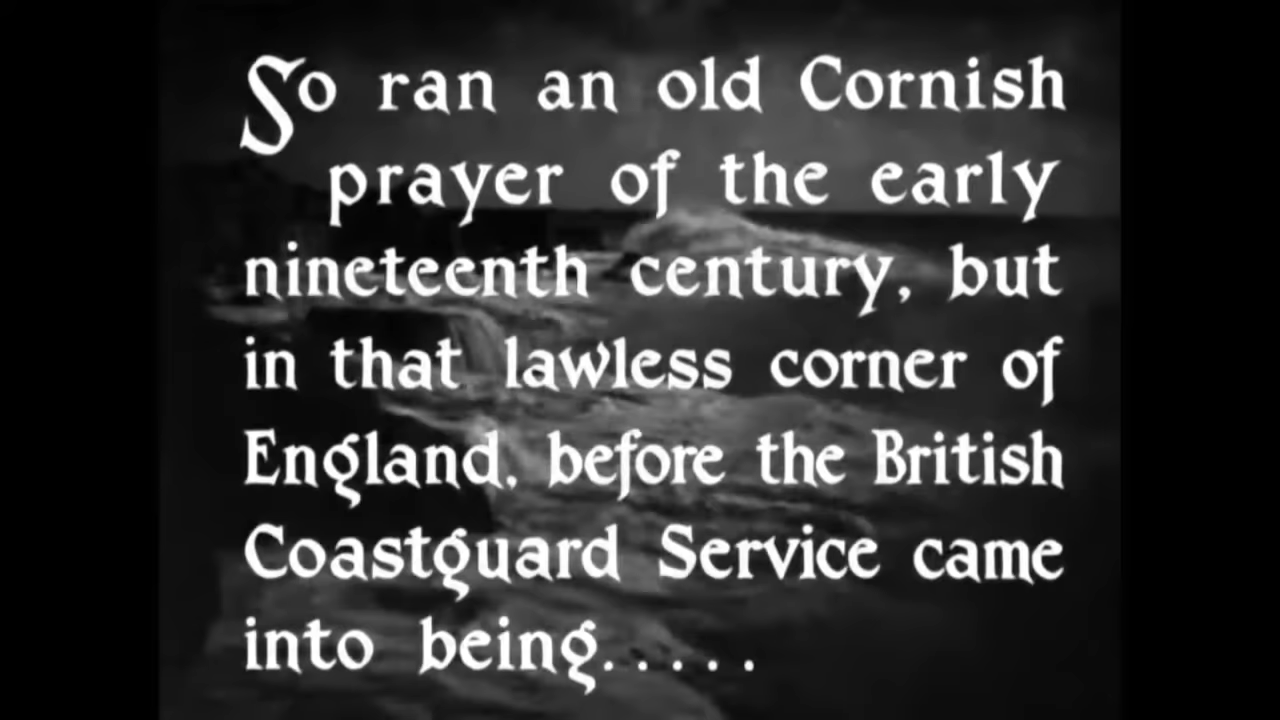 So ran an old Cornish
prayer of the early
nineteenth century, but
in that lawless corner of
England, before the British
Coastguard Service came
into being.....